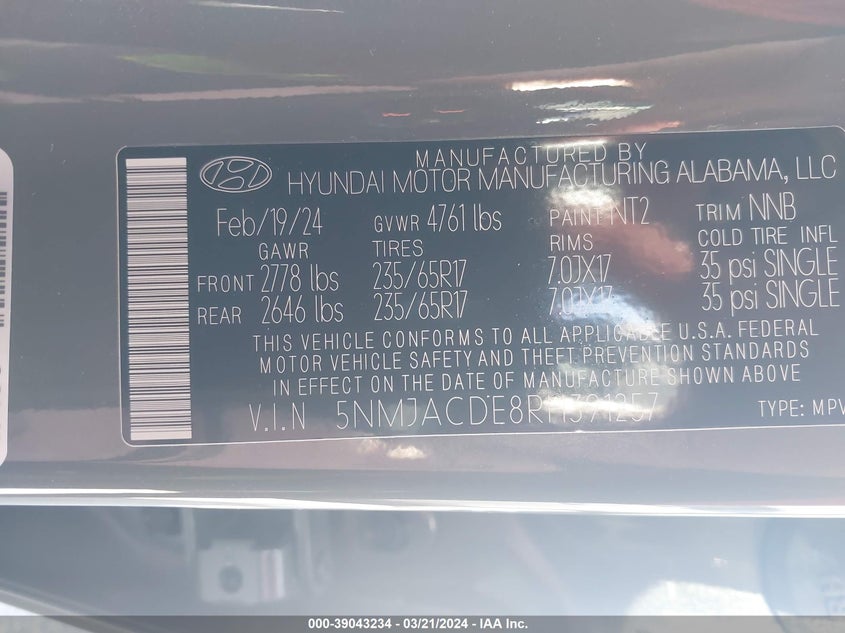 MANUFACTURED BY
HYUNDAI MOTOR MANUFACTURING ALABAMA, LLC
Feb/19/24 GVWR 4761 lbs PAINT NT2 TRIM NNB
GAWR TIRES RIMS COLD TIRE INFL
FRONT 2778 lbs 235/65R17 7.0JX17 35 psi SINGLE
REAR 2646 lbs 235/65R17 7.0JX17 35 psi SINGLE
THIS VEHICLE CONFORMS TO ALL APPLICABLE U.S.A. FEDERAL
MOTOR VEHICLE SAFETY AND THEFT PREVENTION STANDARDS
IN EFFECT ON THE DATE OF MANUFACTURE SHOWN ABOVE
V.I.N TYPE: MPV
000-39043234 - 03/21/2024 - IAA Inc.